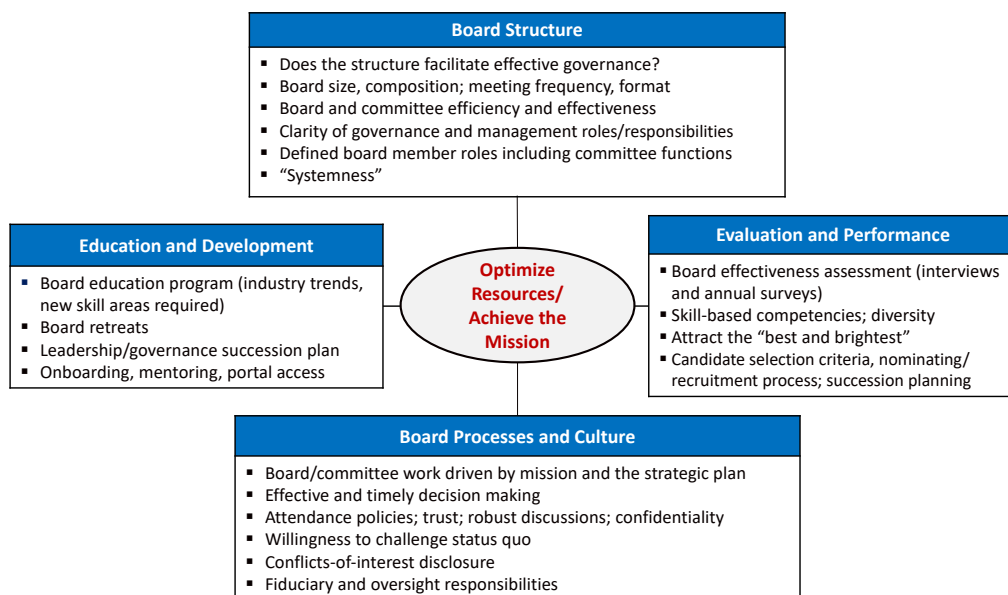 Board Structure
▪ Does the structure facilitate effective governance?
▪ Board size, composition; meeting frequency, format
▪ Board and committee efficiency and effectiveness
▪ Clarity of governance and management roles/responsibilities
▪ Defined board member roles including committee functions
▪ “Systemness”
Education and Development
▪ Board education program (industry trends,
new skill areas required)
▪ Board retreats
▪ Leadership/governance succession plan
▪ Onboarding, mentoring, portal access
Optimize
Resources/
Achieve the
Mission
Evaluation and Performance
▪ Board effectiveness assessment (interviews
and annual surveys)
▪ Skill-based competencies; diversity
▪ Attract the “best and brightest”
▪ Candidate selection criteria, nominating/
recruitment process; succession planning
Board Processes and Culture
▪ Board/committee work driven by mission and the strategic plan
▪ Effective and timely decision making
▪ Attendance policies; trust; robust discussions; confidentiality
▪ Willingness to challenge status quo
▪ Conflicts-of-interest disclosure
▪ Fiduciary and oversight responsibilities